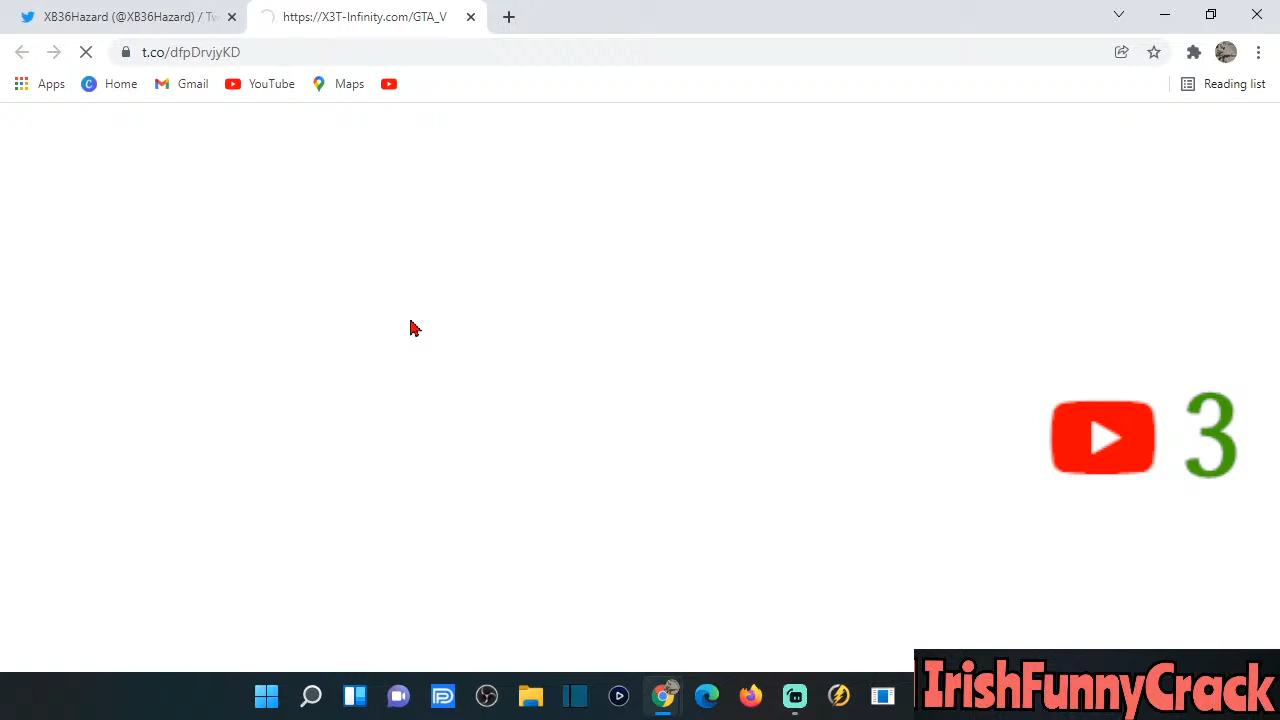 XB36Hazard (@XB36Hazard) / Tw
https://X3T-Infinity.com/GTA_V
t.co/dfpDrvjyKD
Apps
Home
Gmail
YouTube
Maps
Reading list
3
IrishFunnyCrack